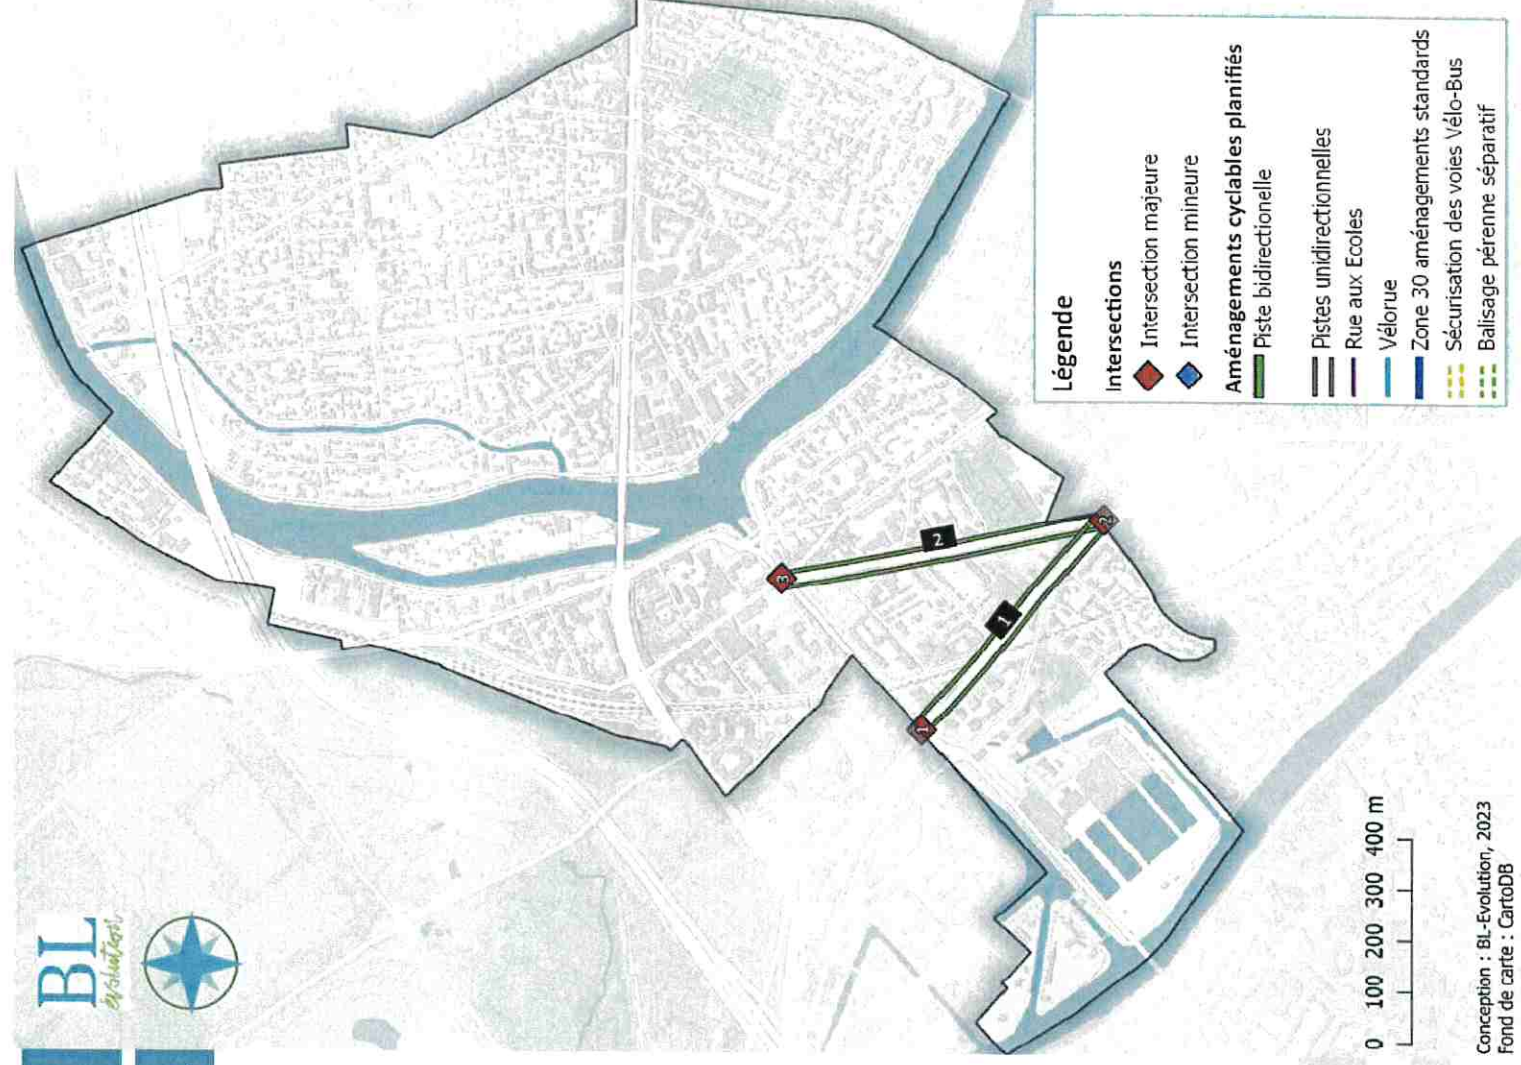 BL
évolution
3
2
2
1
1
Légende
Intersections
Intersection majeure
Intersection mineure
Aménagements cyclables planifiés
Piste bidirectionelle
Pistes unidirectionnelles
Rue aux Ecoles
Vélorue
Zone 30 aménagements standards
Sécurisation des voies Vélo-Bus
Balisage pérenne séparatif
0 100 200 300 400 m
Conception : BL-Evolution, 2023
Fond de carte : CartoDB